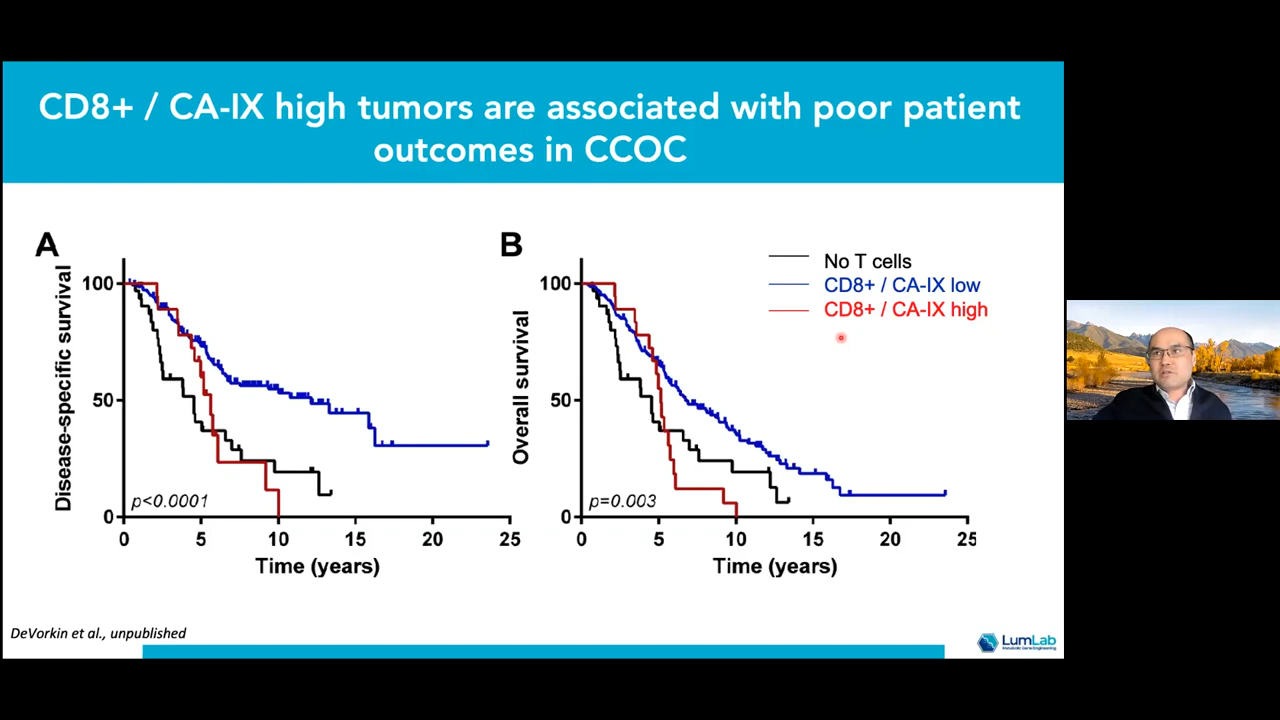 CD8+ / CA-IX high tumors are associated with poor patient
outcomes in CCOC
A
Disease-specific survival
100
50
0
p<0.0001
0 5 10 15 20 25
Time (years)
B
Overall survival
100
50
0
p=0.003
0 5 10 15 20 25
Time (years)
No T cells
CD8+ / CA-IX low
CD8+ / CA-IX high
DeVorkin et al., unpublished
LumLab
Metabolic Gene Engineering